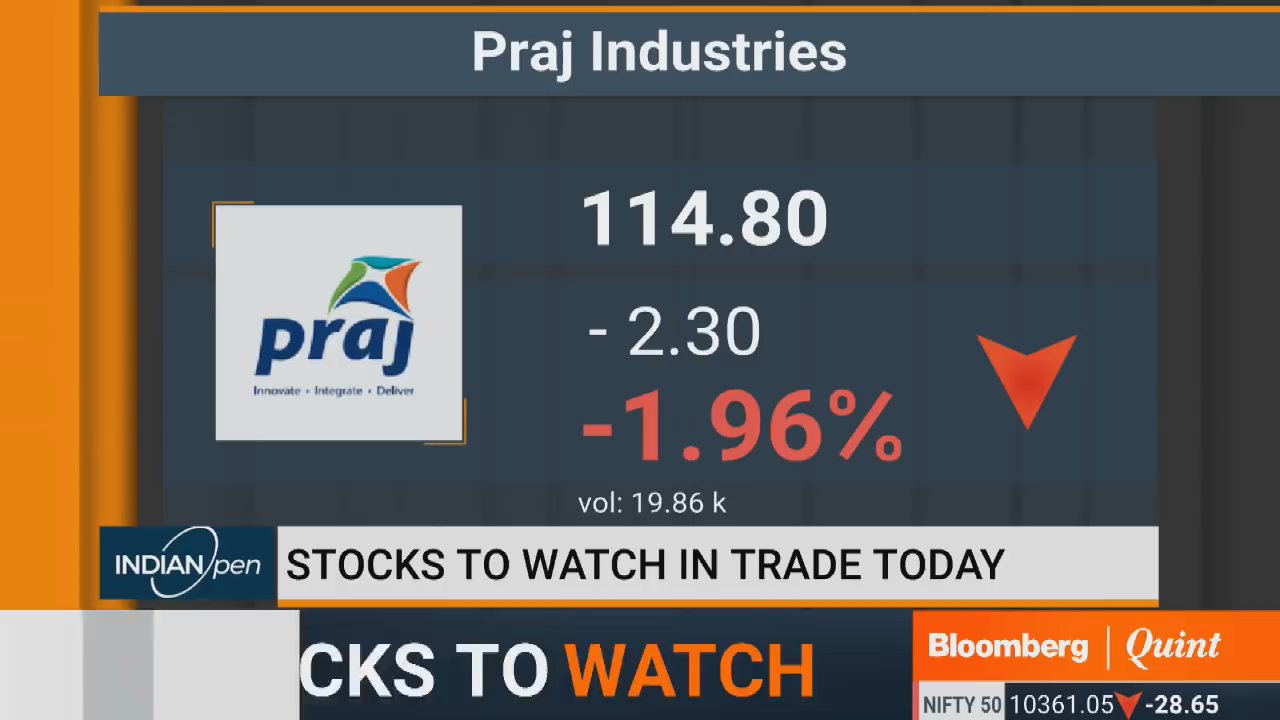 Praj Industries
114.80
- 2.30
-1.96%
vol: 19.86 k
praj
Innovate • Integrate • Deliver
INDIAN Open STOCKS TO WATCH IN TRADE TODAY
CKS TO WATCH
Bloomberg | Quint
NIFTY 50 10361.05 -28.65